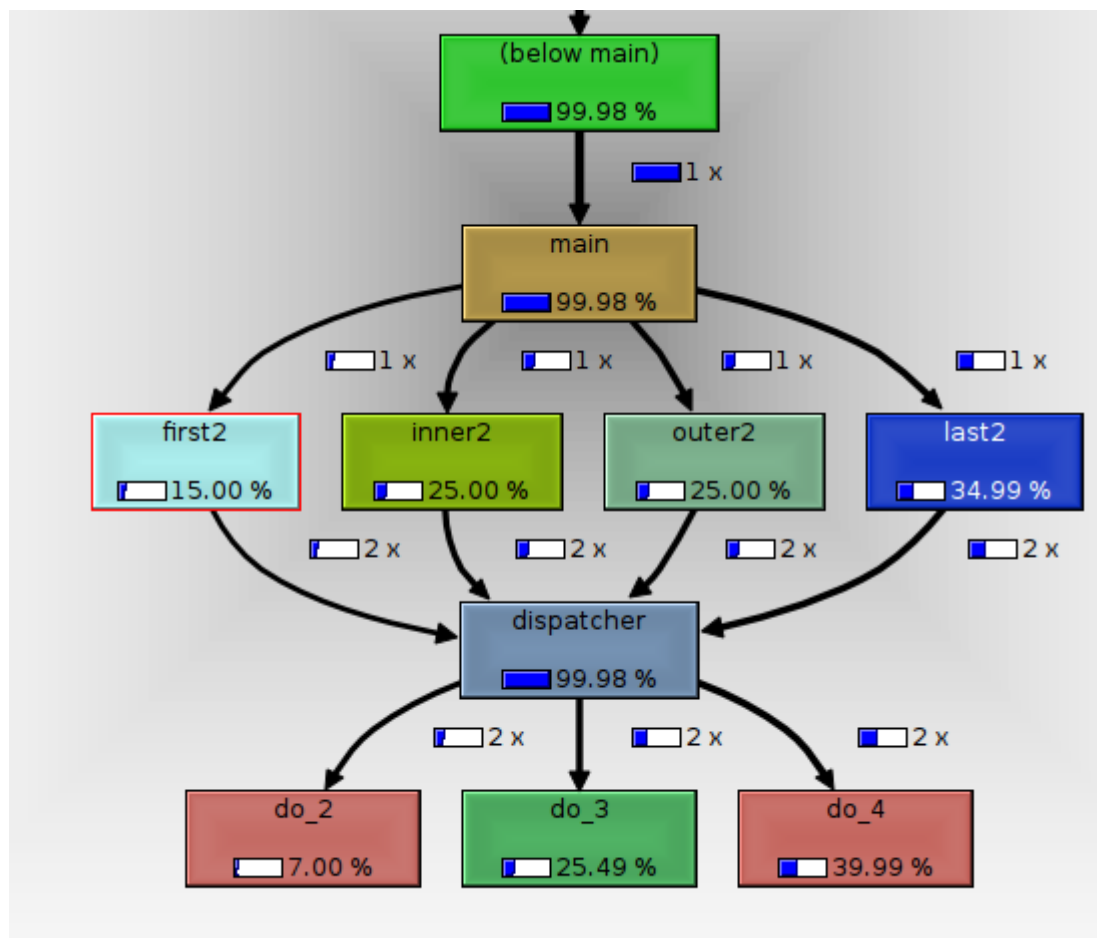 (below main)
99.98 %
1 x
main
99.98 %
1 x
1 x
1 x
1 x
first2
inner2
outer2
last2
15.00 %
25.00 %
25.00 %
34.99 %
2 x
2 x
2 x
2 x
dispatcher
99.98 %
2 x
2 x
2 x
do_2
do_3
do_4
7.00 %
25.49 %
39.99 %